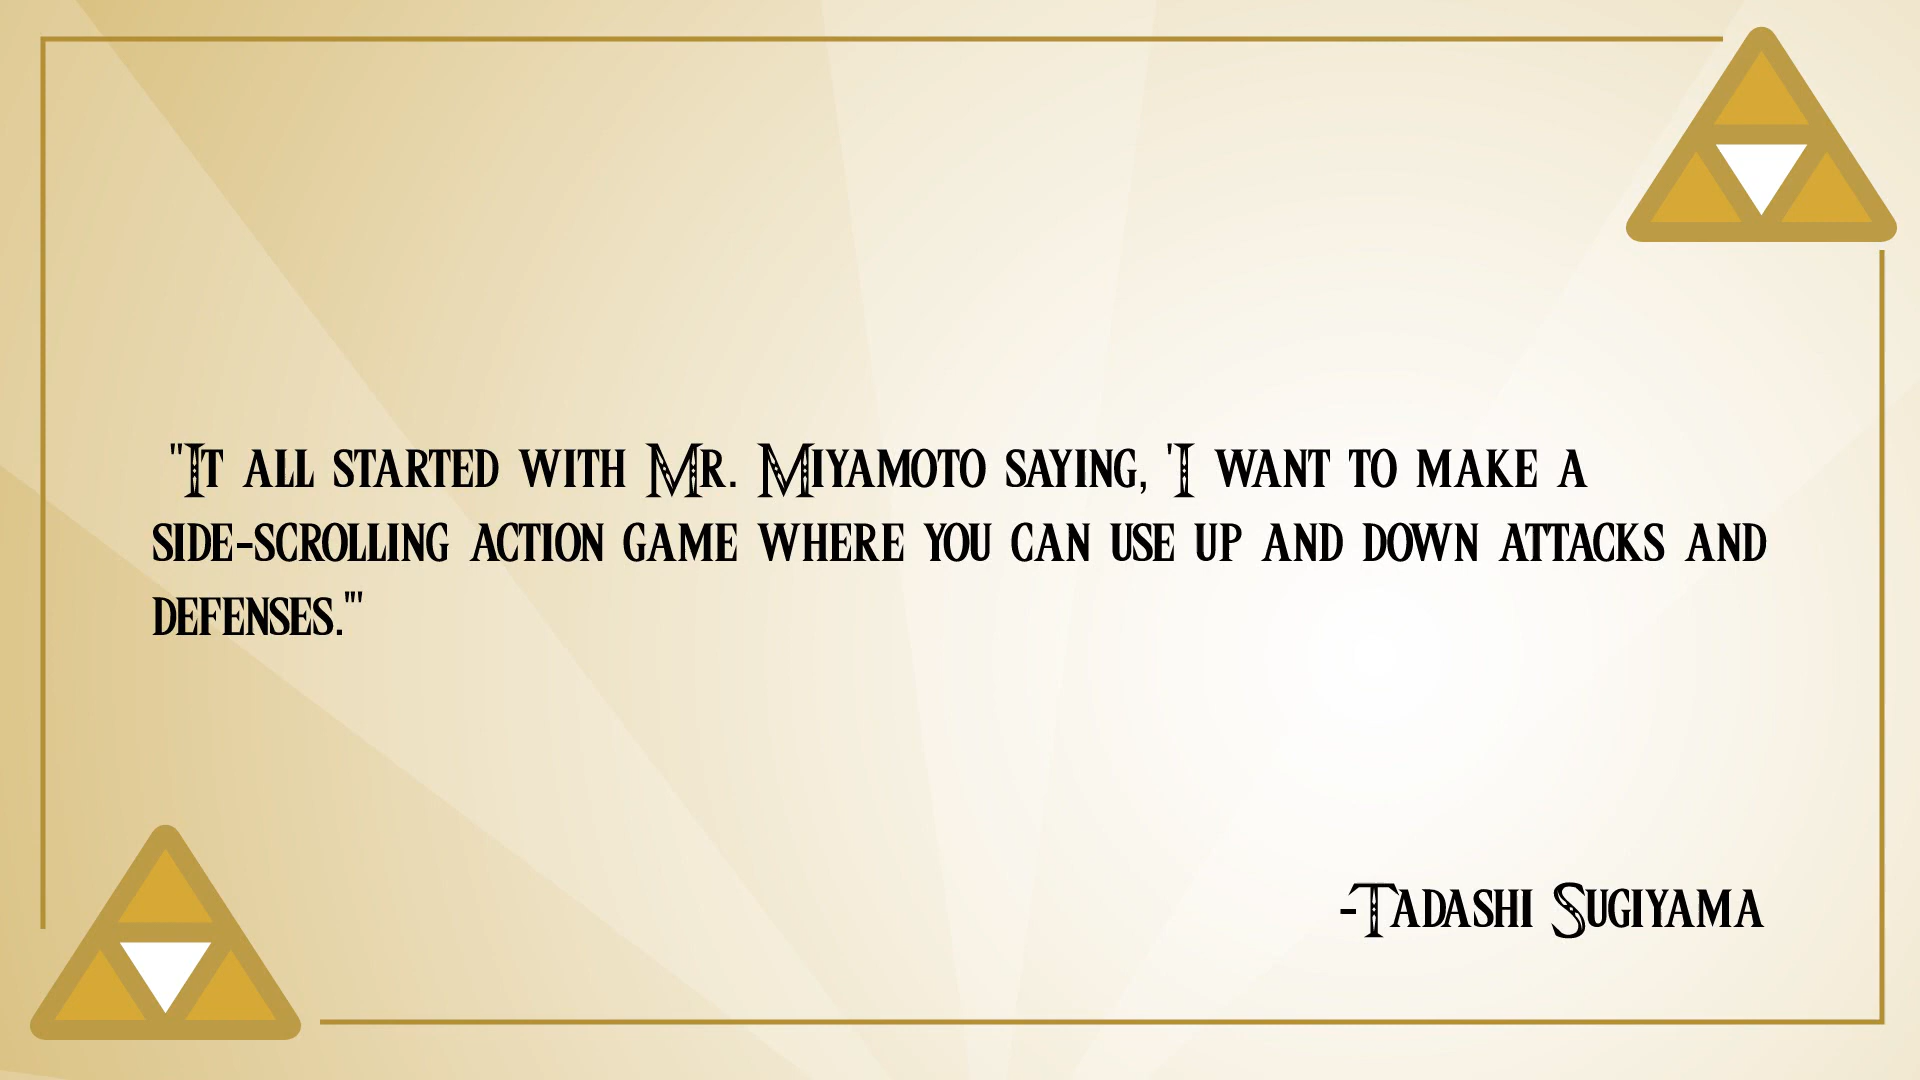 "It all started with Mr. Miyamoto saying, 'I want to make a
side-scrolling action game where you can use up and down attacks and
defenses.'"
-Tadashi Sugiyama